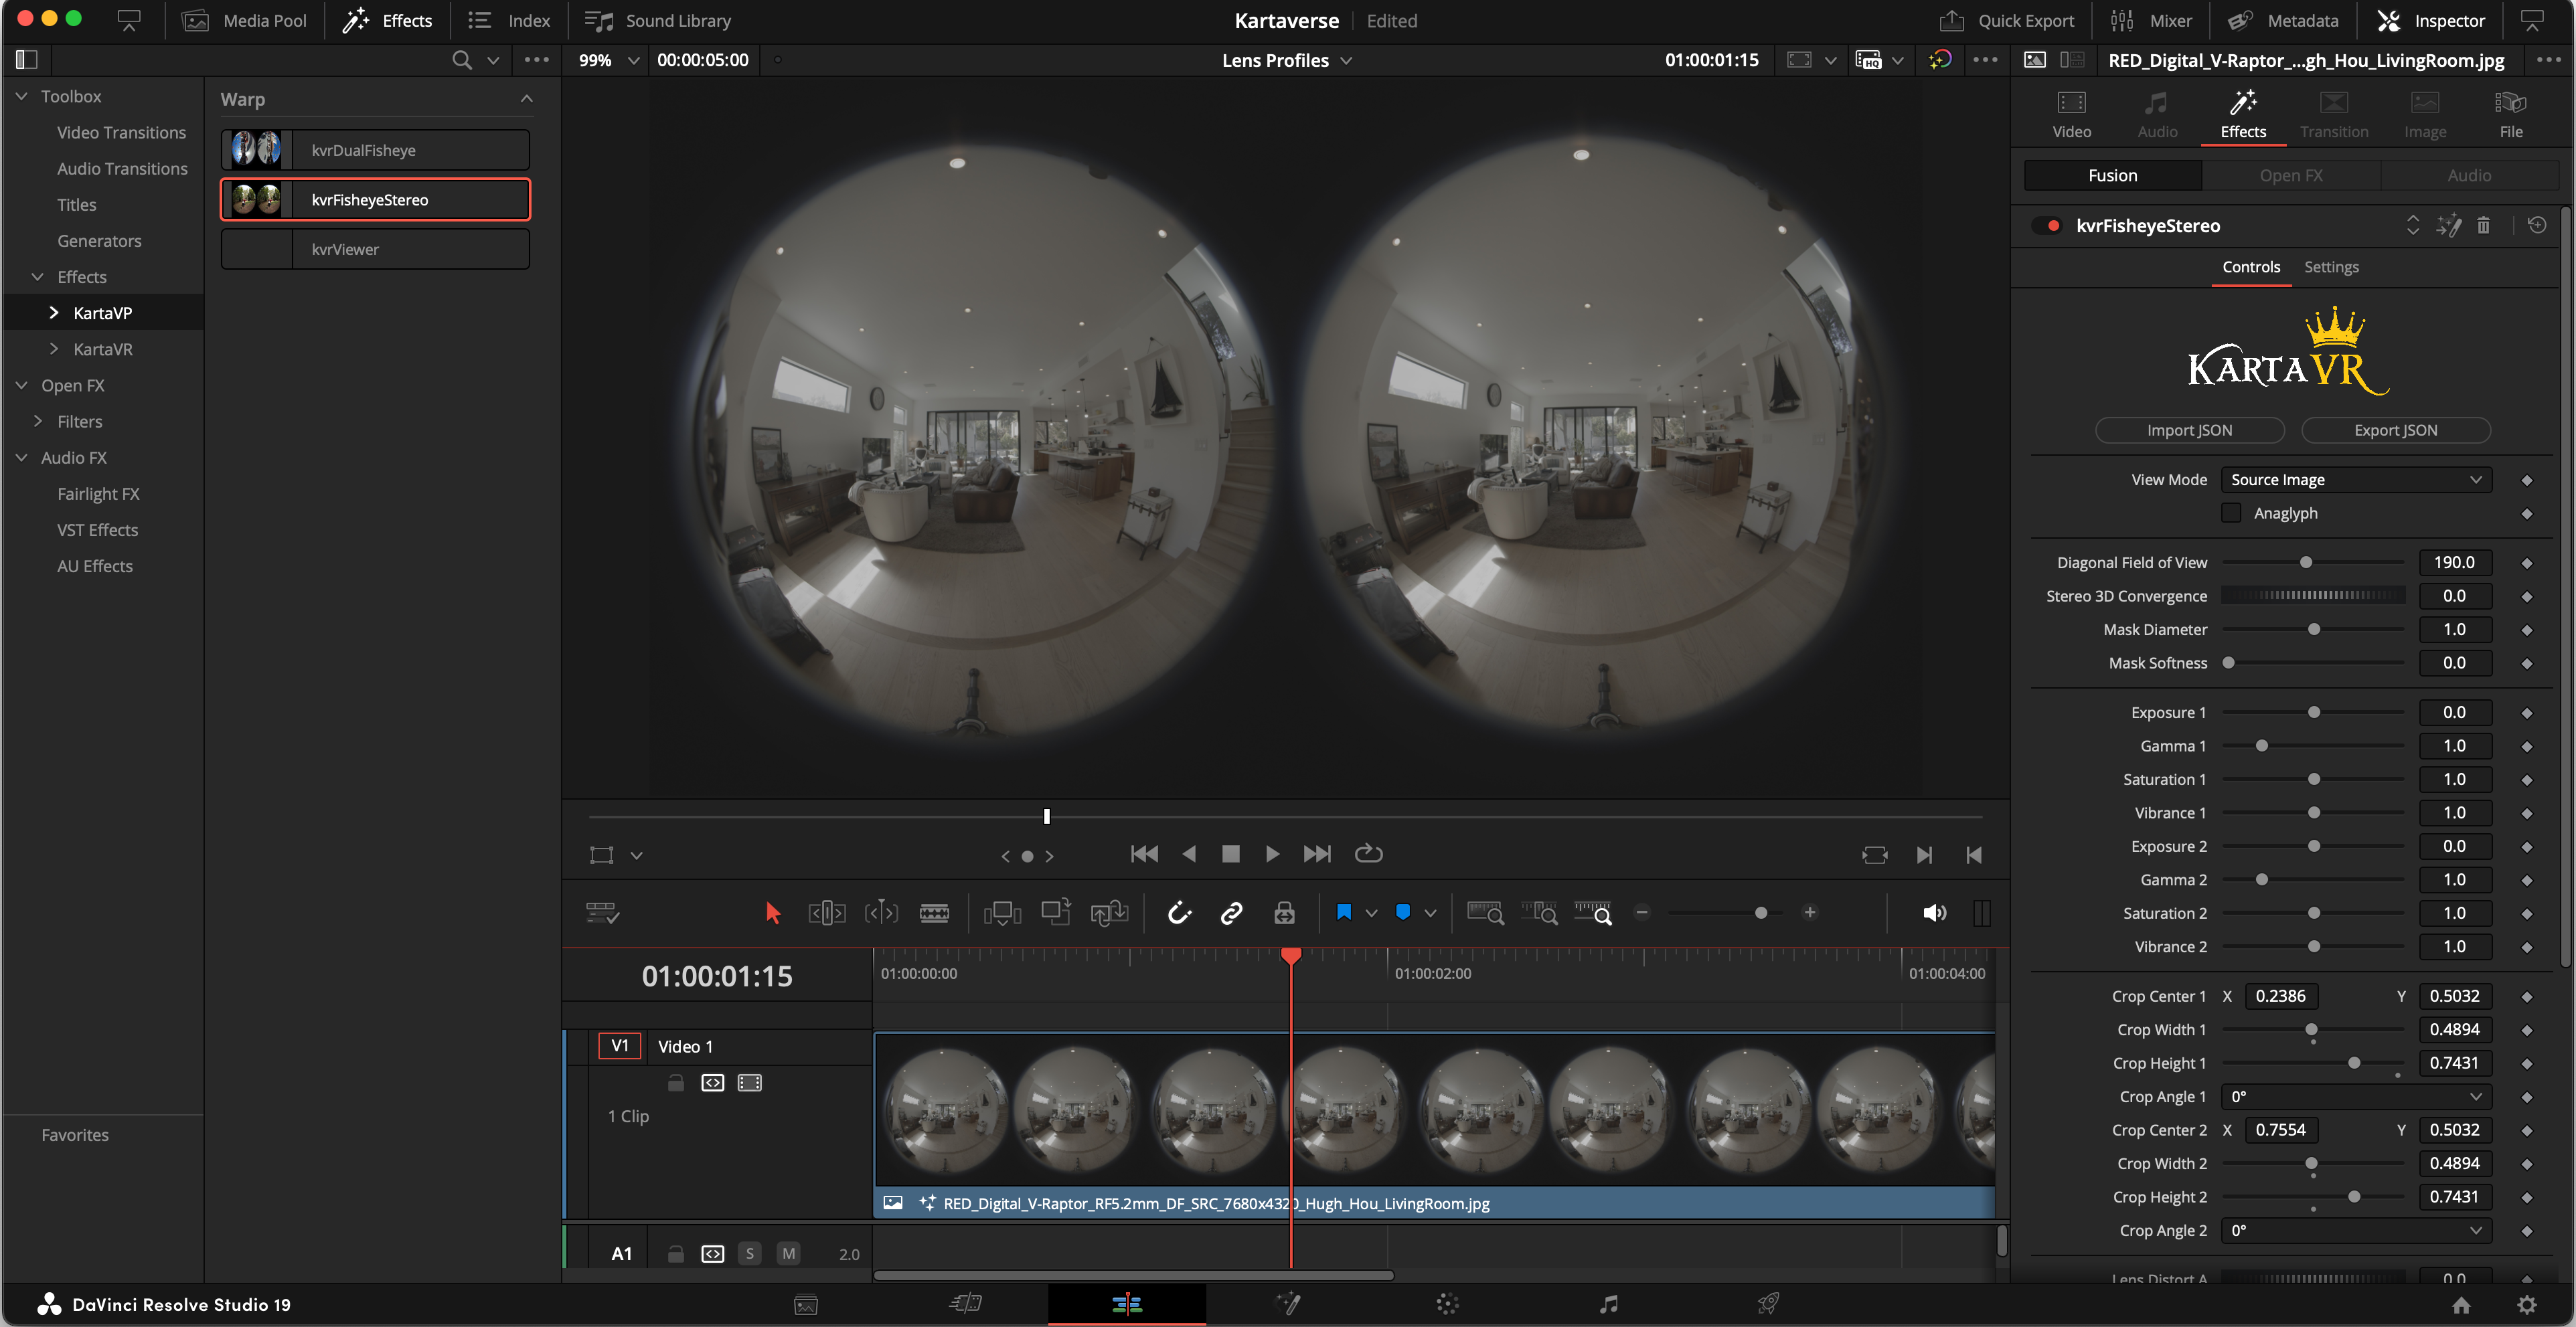 Media Pool
Effects
Index
Sound Library
Kartaverse
Edited
Quick Export
Mixer
Metadata
Inspector
99%
00:00:05:00
Lens Profiles
01:00:01:15
HQ
RED_Digital_V-Raptor_...gh_Hou_LivingRoom.jpg
Toolbox
Video Transitions
Audio Transitions
Titles
Generators
Effects
KartaVP
KartaVR
Open FX
Filters
Audio FX
Fairlight FX
VST Effects
AU Effects
Favorites
Warp
kvrDualFisheye
kvrFisheyeStereo
kvrViewer
Video
Audio
Effects
Transition
Image
File
Fusion
Open FX
Audio
kvrFisheyeStereo
Controls
Settings
KARTAVR
Import JSON
Export JSON
View Mode Source Image
Anaglyph
Diagonal Field of View 190.0
Stereo 3D Convergence 0.0
Mask Diameter 1.0
Mask Softness 0.0
Exposure 1 0.0
Gamma 1 1.0
Saturation 1 1.0
Vibrance 1 1.0
Exposure 2 0.0
Gamma 2 1.0
Saturation 2 1.0
Vibrance 2 1.0
Crop Center 1 X 0.2386 Y 0.5032
Crop Width 1 0.4894
Crop Height 1 0.7431
Crop Angle 1 0°
Crop Center 2 X 0.7554 Y 0.5032
Crop Width 2 0.4894
Crop Height 2 0.7431
Crop Angle 2 0°
Lens Distort A 0.0
01:00:01:15
01:00:00:00
01:00:02:00
01:00:04:00
V1 Video 1
1 Clip
RED_Digital_V-Raptor_RF5.2mm_DF_SRC_7680x4320_Hugh_Hou_LivingRoom.jpg
A1 S M 2.0
DaVinci Resolve Studio 19